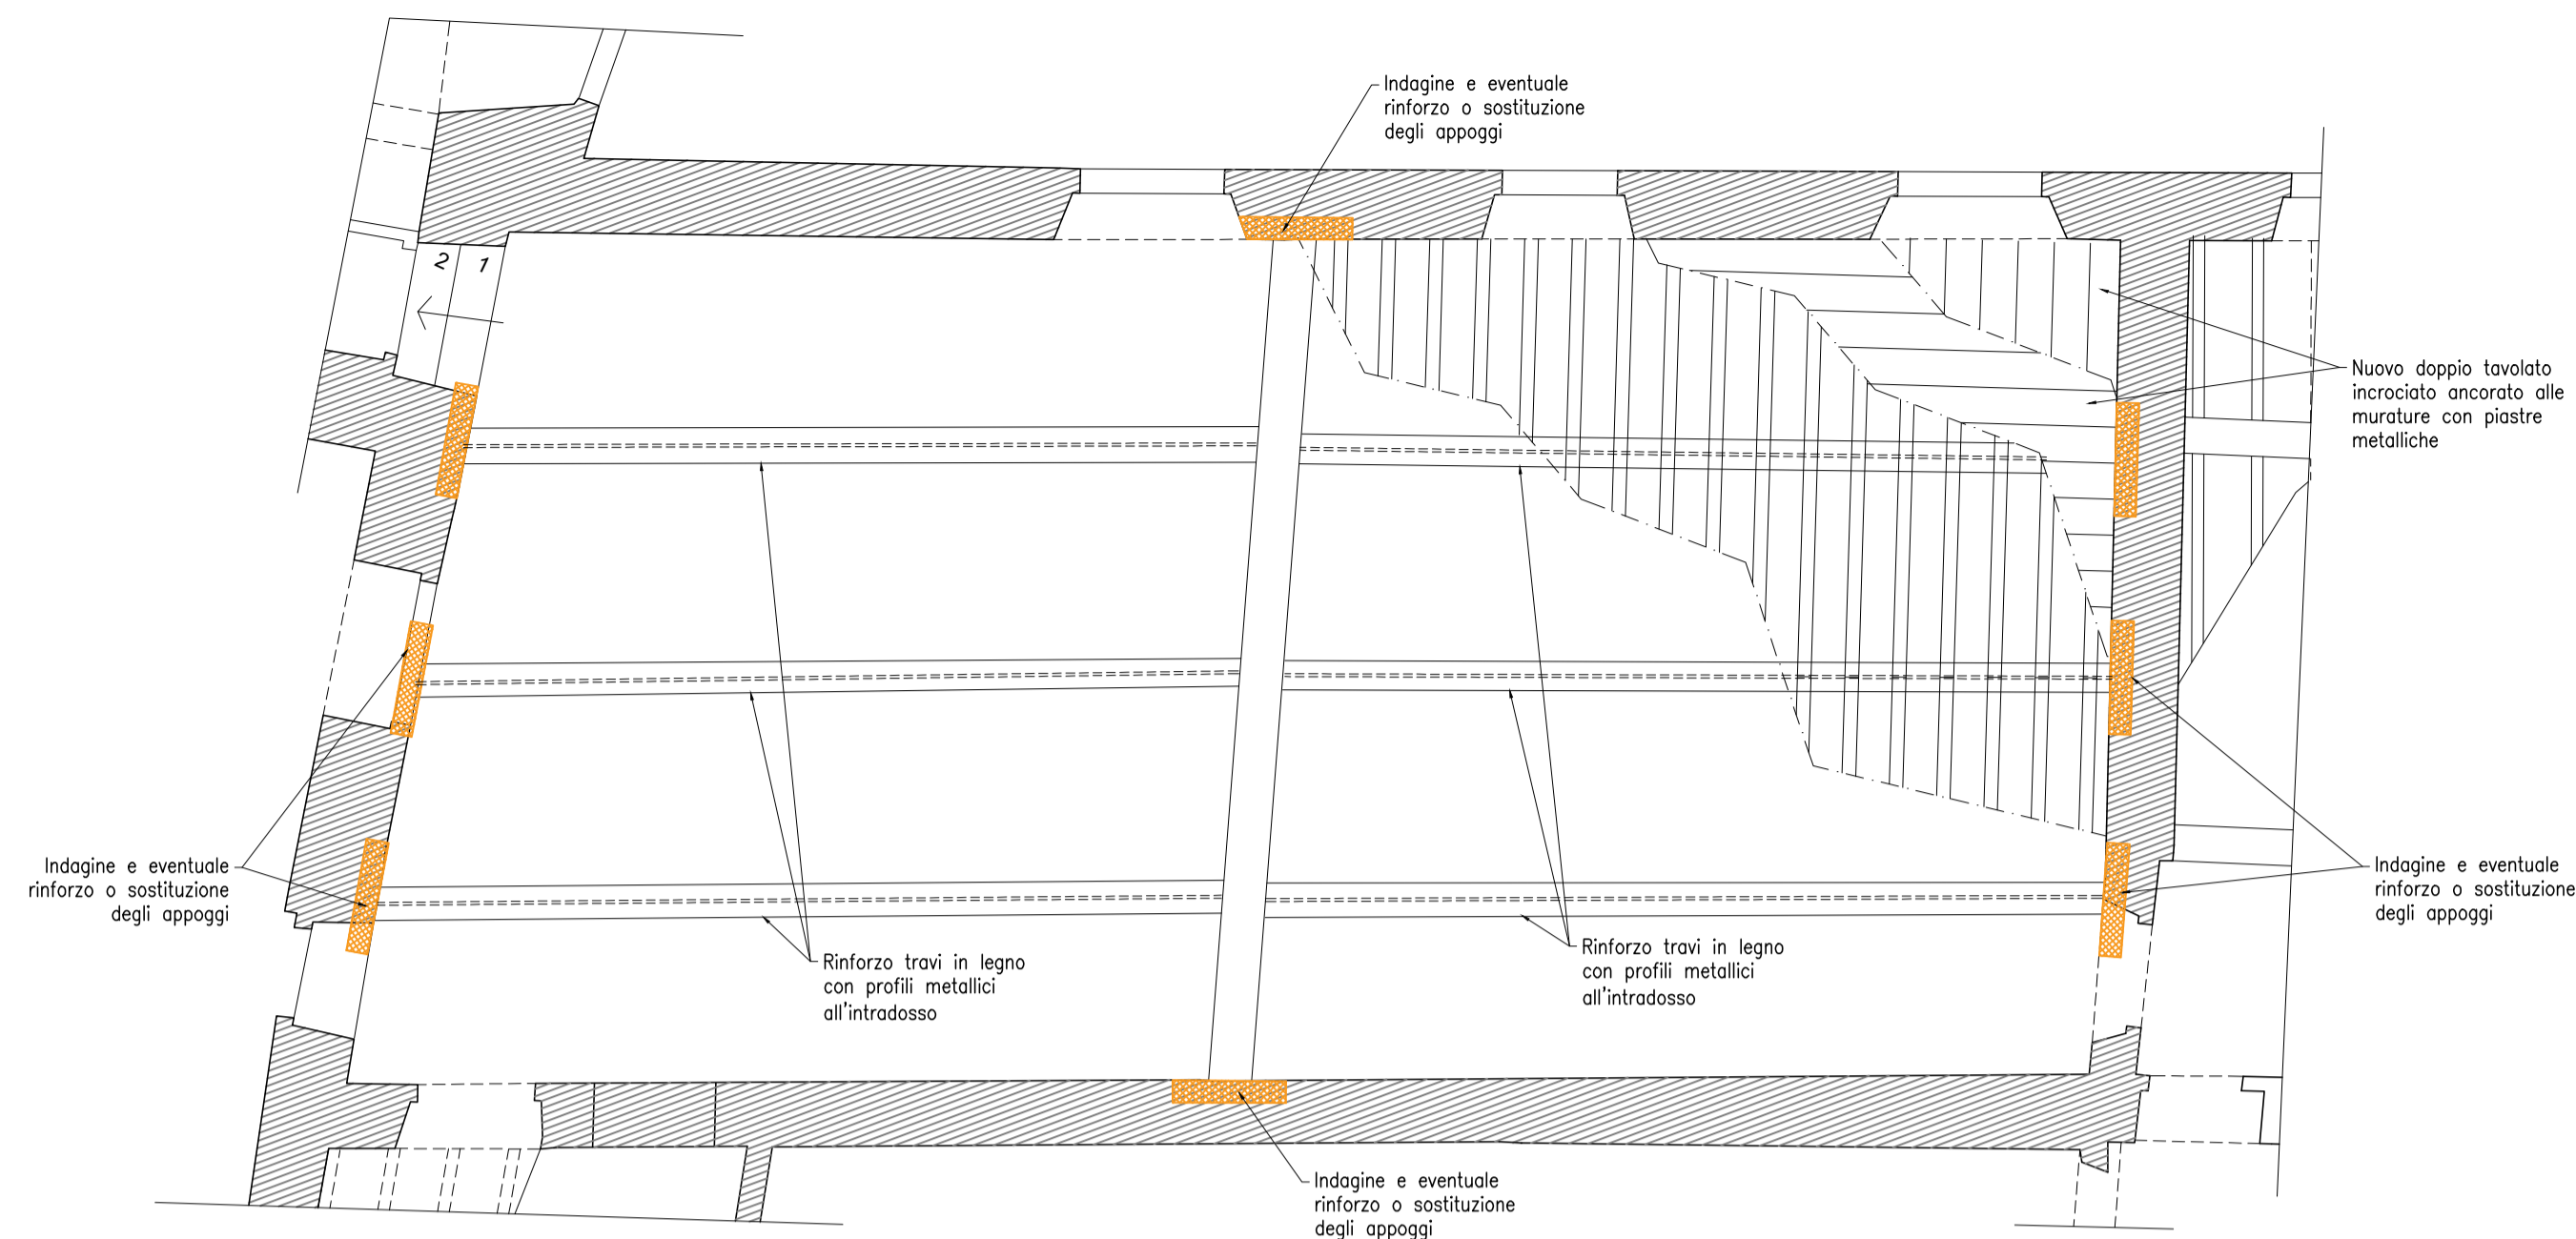 Indagine e eventuale
rinforzo o sostituzione
degli appoggi
2 1
Nuovo doppio tavolato
incrociato ancorato alle
murature con piastre
metalliche
Indagine e eventuale
rinforzo o sostituzione
degli appoggi
Rinforzo travi in legno
con profili metallici
all'intradosso
Rinforzo travi in legno
con profili metallici
all'intradosso
Indagine e eventuale
rinforzo o sostituzione
degli appoggi
Indagine e eventuale
rinforzo o sostituzione
degli appoggi